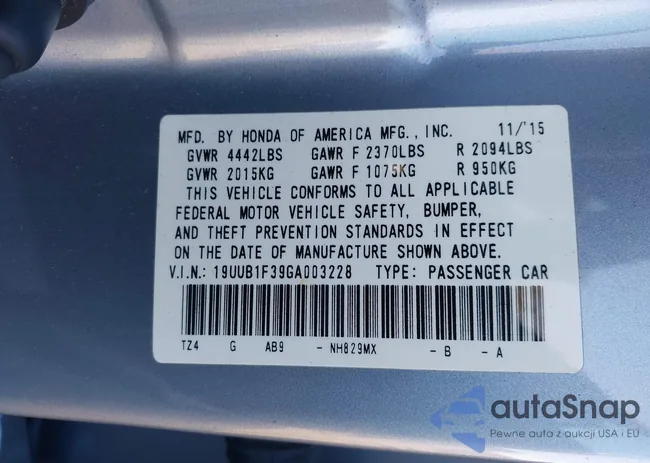 MFD. BY HONDA OF AMERICA MFG., INC. 11/'15
GVWR 4442LBS GAWR F 2370LBS R 2094LBS
GVWR 2015KG GAWR F 1075KG R 950KG
THIS VEHICLE CONFORMS TO ALL APPLICABLE
FEDERAL MOTOR VEHICLE SAFETY, BUMPER,
AND THEFT PREVENTION STANDARDS IN EFFECT
ON THE DATE OF MANUFACTURE SHOWN ABOVE.
V.I.N.: 19UUB1F39GA003228 TYPE: PASSENGER CAR
TZ4 G AB9 - NH829MX - B - A
autoSnap
Pewne auta z aukcji USA i EU